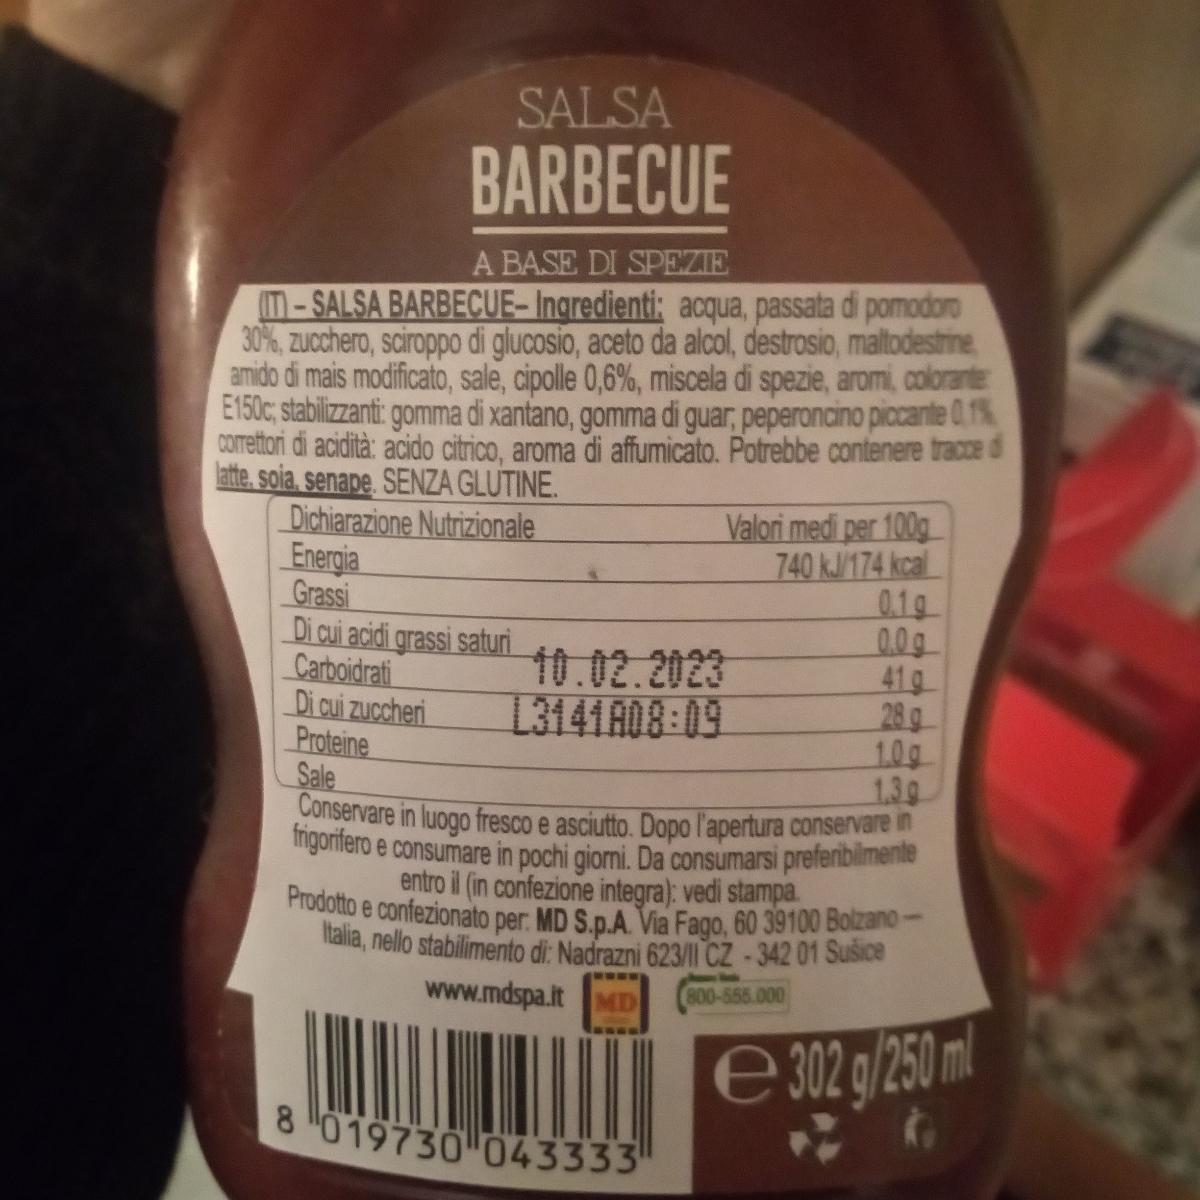 SALSA
BARBECUE
A BASE DI SPEZIE
(IT) – SALSA BARBECUE– Ingredienti: acqua, passata di pomodoro
30%, zucchero, sciroppo di glucosio, aceto da alcol, destrosio, maltodestrine,
amido di mais modificato, sale, cipolle 0,6%, miscela di spezie, aromi, colorante:
E150c; stabilizzanti: gomma di xantano, gomma di guar; peperoncino piccante 0,1%,
correttori di acidità: acido citrico, aroma di affumicato. Potrebbe contenere tracce di
latte, soia, senape. SENZA GLUTINE.
Dichiarazione Nutrizionale Valori medi per 100g
Energia 740 kJ/174 kcal
Grassi 0,1 g
Di cui acidi grassi saturi 0,0 g
Carboidrati 41 g
10.02.2023
Di cui zuccheri 28 g
L3141A08:09
Proteine 1,0 g
Sale 1,3 g
Conservare in luogo fresco e asciutto. Dopo l'apertura conservare in
frigorifero e consumare in pochi giorni. Da consumarsi preferibilmente
entro il (in confezione integra): vedi stampa.
Prodotto e confezionato per: MD S.p.A. Via Fago, 60 39100 Bolzano –
Italia, nello stabilimento di: Nadrazni 623/II CZ - 342 01 Sušice
www.mdspa.it MD 800-555.000
e 302 g/250 ml
8 019730 043333